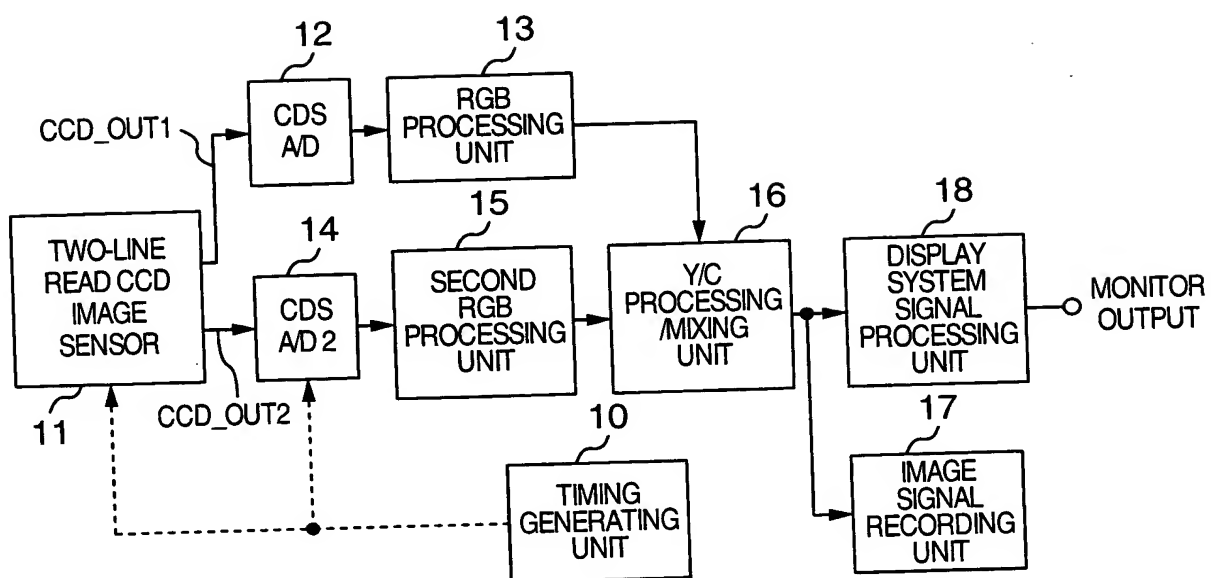 12
CDS
A/D
13
RGB
PROCESSING
UNIT
CCD_OUT1
TWO-LINE
READ CCD
IMAGE
SENSOR
11
CCD_OUT2
14
CDS
A/D 2
15
SECOND
RGB
PROCESSING
UNIT
16
Y/C
PROCESSING
/MIXING
UNIT
18
DISPLAY
SYSTEM
SIGNAL
PROCESSING
UNIT
MONITOR
OUTPUT
10
TIMING
GENERATING
UNIT
17
IMAGE
SIGNAL
RECORDING
UNIT